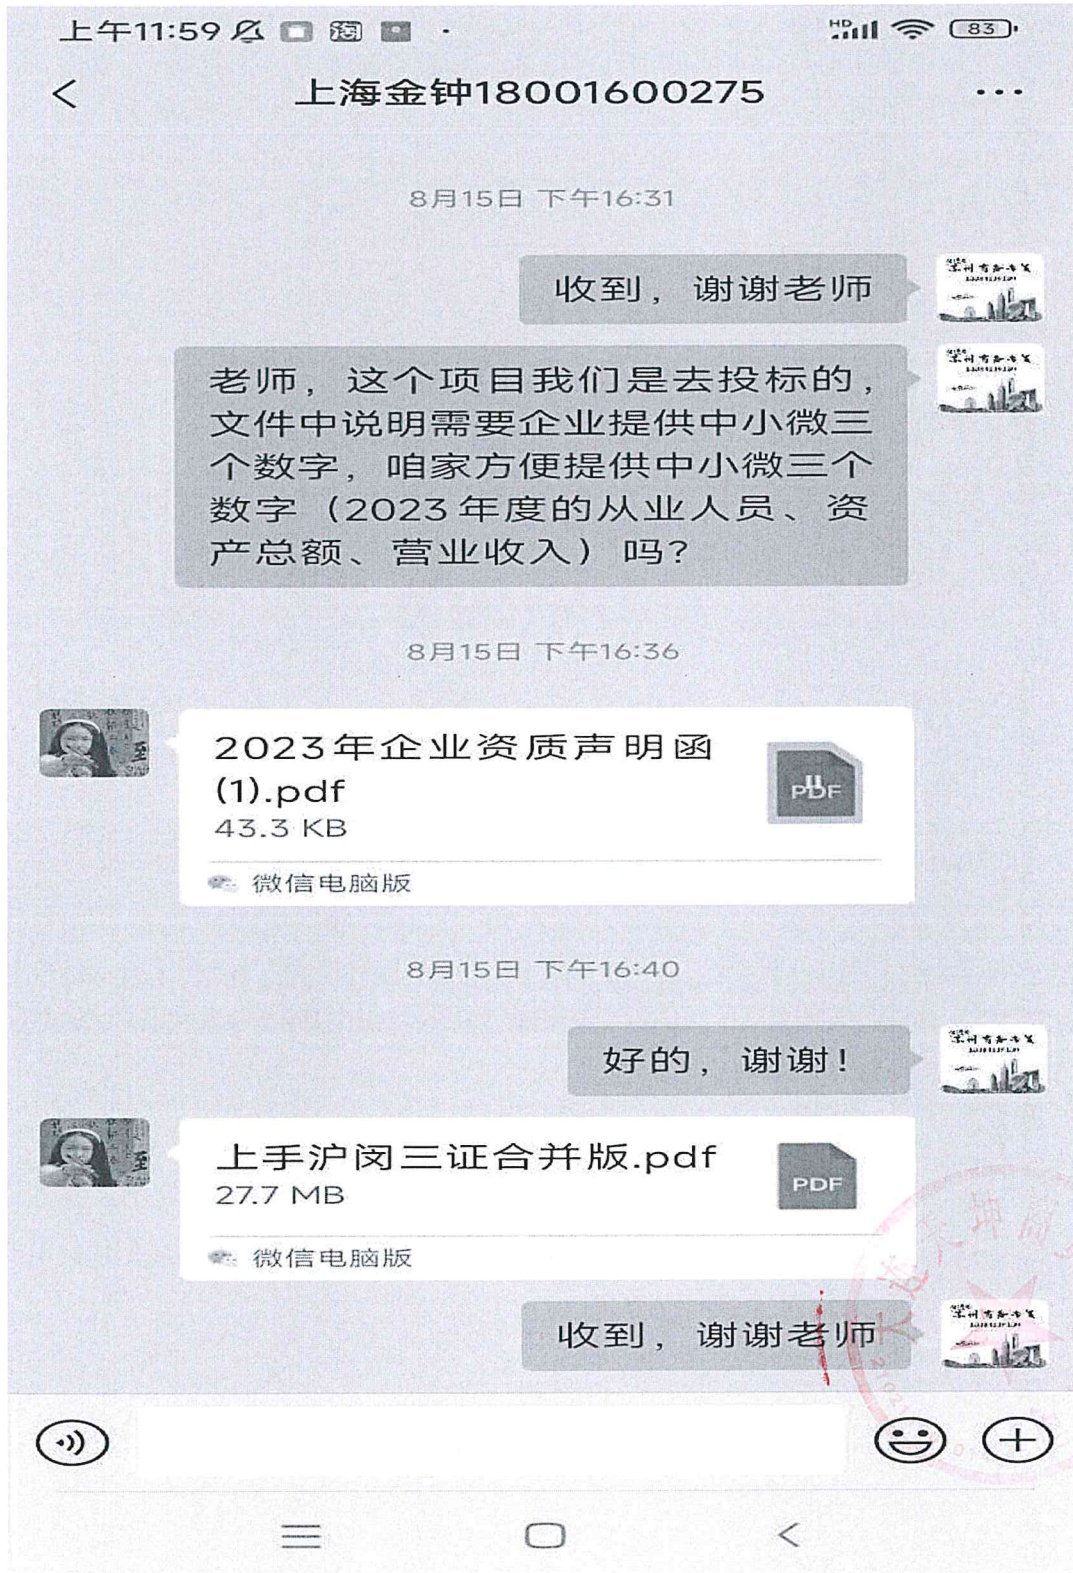 上午11:59
HD
83
上海金钟18001600275
8月15日 下午16:31
收到，谢谢老师
老师，这个项目我们是去投标的，
文件中说明需要企业提供中小微三
个数字，咱家方便提供中小微三个
数字（2023年度的从业人员、资
产总额、营业收入）吗？
8月15日 下午16:36
2023年企业资质声明函
(1).pdf
PDF
43.3 KB
微信电脑版
8月15日 下午16:40
好的，谢谢！
上手沪闵三证合并版.pdf
PDF
27.7 MB
微信电脑版
收到，谢谢老师